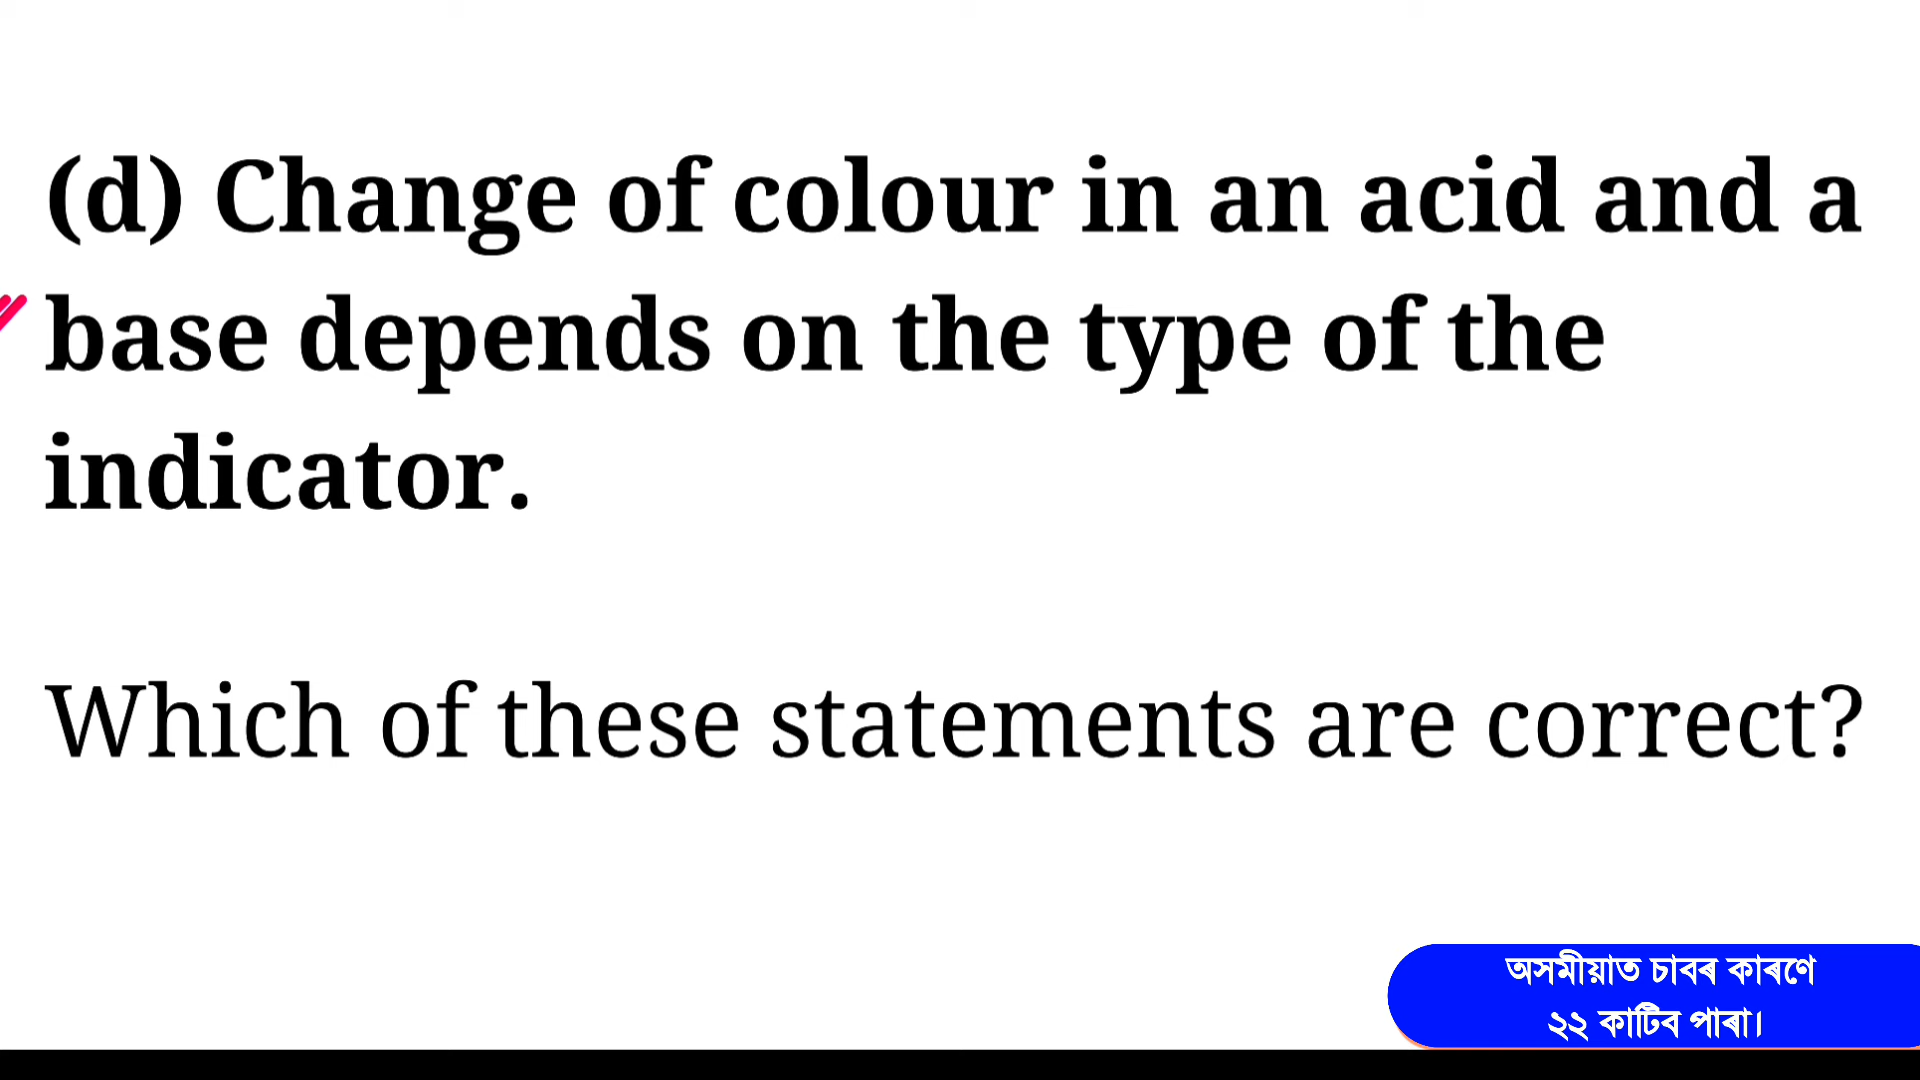 (d) Change of colour in an acid and a
base depends on the type of the
indicator.
Which of these statements are correct?
অসমীয়াত চাবৰ কাৰণে
২২ কাটিব পাৰা।